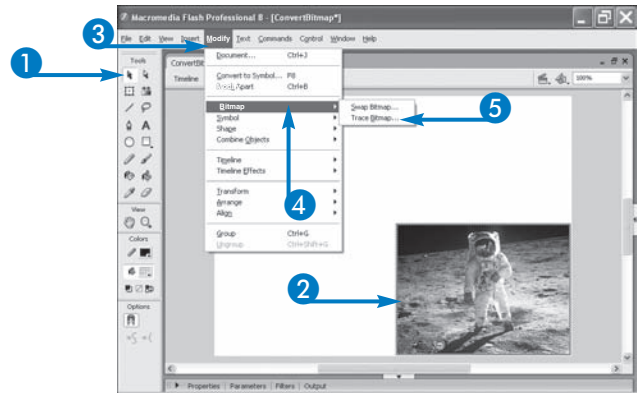 Macromedia Flash Professional 8 - [ConvertBitmap*]
File Edit View Insert Modify Text Commands Control Window Help
3
1
Tools
View
Colors
Options
ConvertBit
Timeline
100%
Document... Ctrl+J
Convert to Symbol... F8
Break Apart Ctrl+B
Bitmap
Symbol
Shape
Combine Objects
Timeline
Timeline Effects
Transform
Arrange
Align
Group Ctrl+G
Ungroup Ctrl+Shift+G
Swap Bitmap...
Trace Bitmap...
5
4
2
Properties | Parameters | Filters | Output